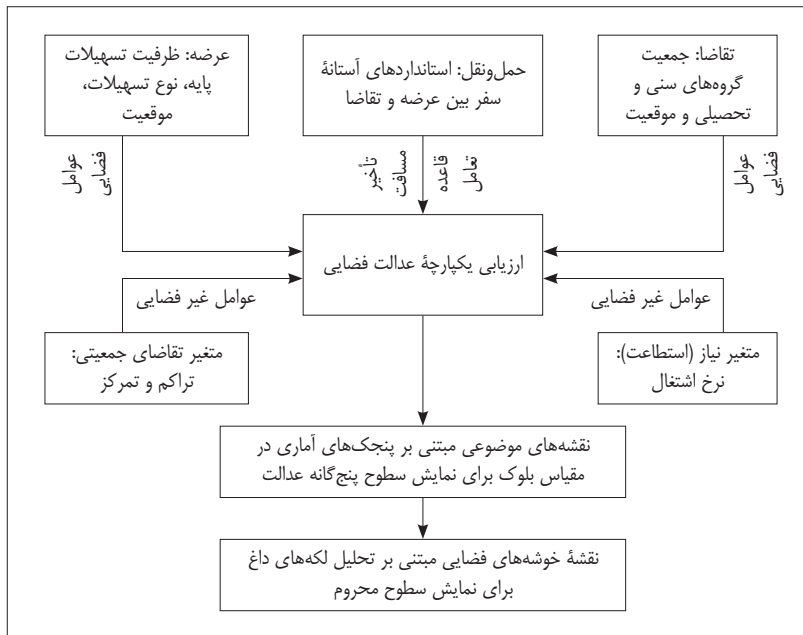 تقاضا: جمعیت
گروه‌های سنی و
تحصیلی و موقعیت
حمل‌ونقل: استانداردهای آستانۀ
سفر بین عرضه و تقاضا
عرضه: ظرفیت تسهیلات
پایه، نوع تسهیلات،
موقعیت
عوامل
فضایی
قاعده
تعامل
تأخیر
مسافت
عوامل
فضایی
ارزیابی یکپارچۀ عدالت فضایی
عوامل غیر فضایی
عوامل غیر فضایی
متغیر نیاز (استطاعت):
نرخ اشتغال
متغیر تقاضای جمعیتی:
تراکم و تمرکز
نقشه‌های موضوعی مبتنی بر پنجک‌های آماری در
مقیاس بلوک برای نمایش سطوح پنج‌گانه عدالت
نقشۀ خوشه‌های فضایی مبتنی بر تحلیل لکه‌های داغ
برای نمایش سطوح محروم